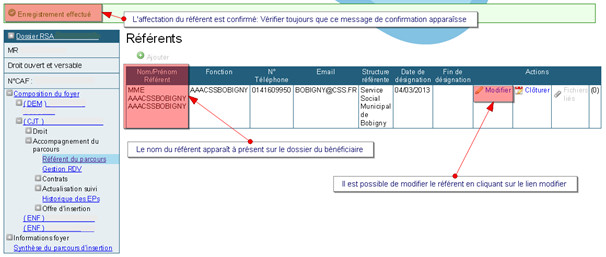 Enregistrement effectué
L'affectation du référent est confirmé: Vérifier toujours que ce message de confirmation apparaîsse
Dossier RSA
MR
Droit ouvert et versable
N°CAF :
Composition du foyer
(DEM )
(CJT )
Droit
Accompagnement du
parcours
Référent du parcours
Gestion RDV
Contrats
Actualisation suivi
Historique des EPs
Offre d'insertion
(ENF )
(ENF )
Informations foyer
Synthèse du parcours d'insertion
Référents
Ajouter
Nom/Prénom Référent Fonction N° Téléphone Email Structure référente Date de désignation Fin de désignation Actions
MME AAACSSBOBIGNY AAACSSBOBIGNY AAACSSBOBIGNY 0141609950 BOBIGNY@CSS.FR Service Social Municipal de Bobigny 04/03/2013 Modifier Clôturer Fichiers liés (0)
Le nom du référent apparaît à présent sur le dossier du bénéficiaire
Il est possible de modifier le référent en cliquant sur le lien modifier